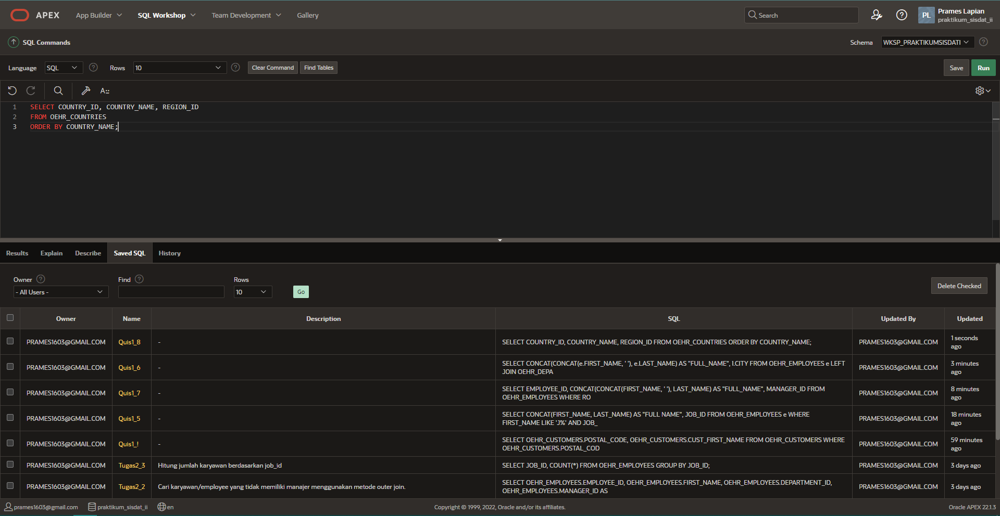 APEX App Builder SQL Workshop Team Development Gallery Search PL Prames Lapian
praktikum_sisdat_ii
SQL Commands Schema WKSP_PRAKTIKUMSISDATI
Language SQL Rows 10 Clear Command Find Tables Save Run
A::
1 SELECT COUNTRY_ID, COUNTRY_NAME, REGION_ID
2 FROM OEHR_COUNTRIES
3 ORDER BY COUNTRY_NAME;
Results Explain Describe Saved SQL History
Owner Find Rows
- All Users - 10 Go Delete Checked
Owner Name Description SQL Updated By Updated
PRAMES1603@GMAIL.COM Quis1_8 - SELECT COUNTRY_ID, COUNTRY_NAME, REGION_ID FROM OEHR_COUNTRIES ORDER BY COUNTRY_NAME; PRAMES1603@GMAIL.COM 1 seconds
ago
PRAMES1603@GMAIL.COM Quis1_6 - SELECT CONCAT(CONCAT(e.FIRST_NAME, ' '), e.LAST_NAME) AS "FULL_NAME", l.CITY FROM OEHR_EMPLOYEES e LEFT PRAMES1603@GMAIL.COM 3 minutes
JOIN OEHR_DEPA ago
PRAMES1603@GMAIL.COM Quis1_7 - SELECT EMPLOYEE_ID, CONCAT(CONCAT(FIRST_NAME, ' '), LAST_NAME) AS "FULL_NAME", MANAGER_ID FROM PRAMES1603@GMAIL.COM 8 minutes
OEHR_EMPLOYEES WHERE RO ago
PRAMES1603@GMAIL.COM Quis1_5 - SELECT CONCAT(FIRST_NAME, LAST_NAME) AS "FULL NAME", JOB_ID FROM OEHR_EMPLOYEES e WHERE PRAMES1603@GMAIL.COM 18 minutes
FIRST_NAME LIKE 'J%' AND JOB_ ago
PRAMES1603@GMAIL.COM Quis1_! - SELECT OEHR_CUSTOMERS.POSTAL_CODE, OEHR_CUSTOMERS.CUST_FIRST_NAME FROM OEHR_CUSTOMERS WHERE PRAMES1603@GMAIL.COM 59 minutes
OEHR_CUSTOMERS.POSTAL_COD ago
PRAMES1603@GMAIL.COM Tugas2_3 Hitung jumlah karyawan berdasarkan job_id SELECT JOB_ID, COUNT(*) FROM OEHR_EMPLOYEES GROUP BY JOB_ID; PRAMES1603@GMAIL.COM 3 days ago
PRAMES1603@GMAIL.COM Tugas2_2 Cari karyawan/employee yang tidak memiliki manajer menggunakan metode outer join. SELECT OEHR_EMPLOYEES.EMPLOYEE_ID, OEHR_EMPLOYEES.FIRST_NAME, OEHR_EMPLOYEES.DEPARTMENT_ID, PRAMES1603@GMAIL.COM 3 days ago
OEHR_EMPLOYEES.MANAGER_ID AS
prames1603@gmail.com praktikum_sisdat_ii en Copyright © 1999, 2022, Oracle and/or its affiliates. Oracle APEX 22.1.3